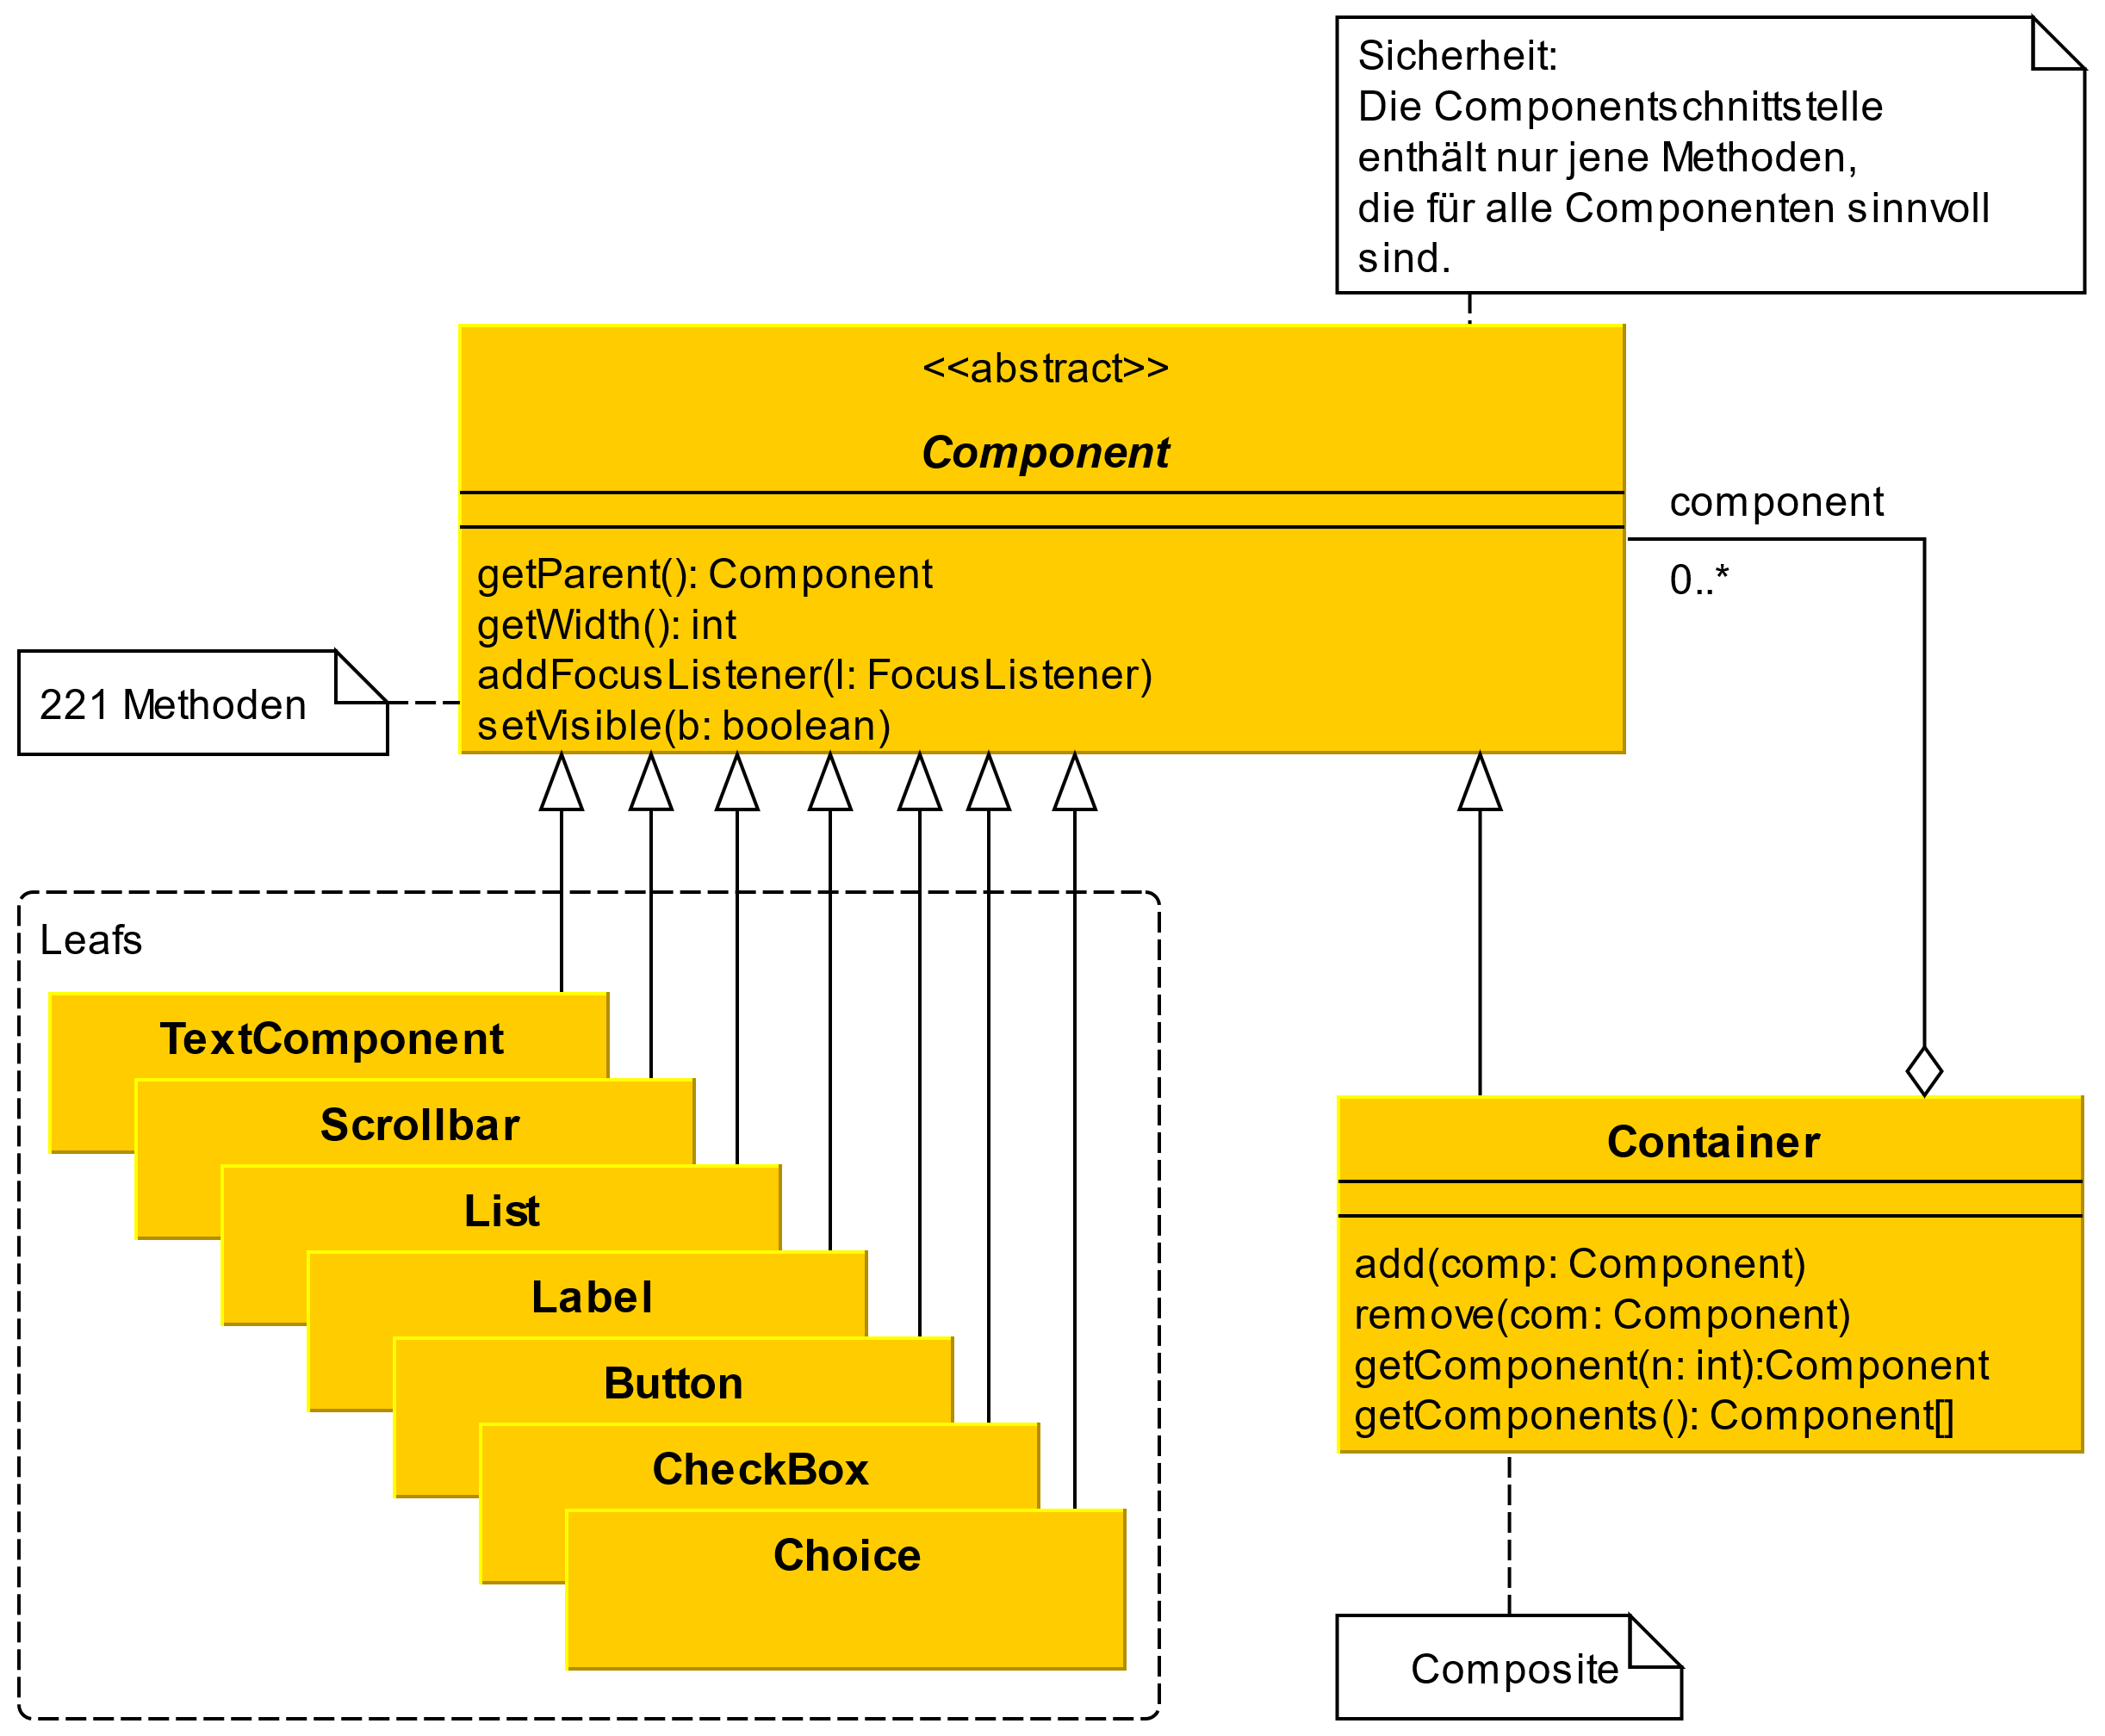 Sicherheit:
Die Componentschnittstelle
enthält nur jene Methoden,
die für alle Componenten sinnvoll
sind.
<<abstract>>
Component
getParent(): Component
getWidth(): int
addFocusListener(l: FocusListener)
setVisible(b: boolean)
component
0..*
221 Methoden
Leafs
TextComponent
Scrollbar
List
Label
Button
CheckBox
Choice
Container
add(comp: Component)
remove(com: Component)
getComponent(n: int):Component
getComponents(): Component[]
Composite